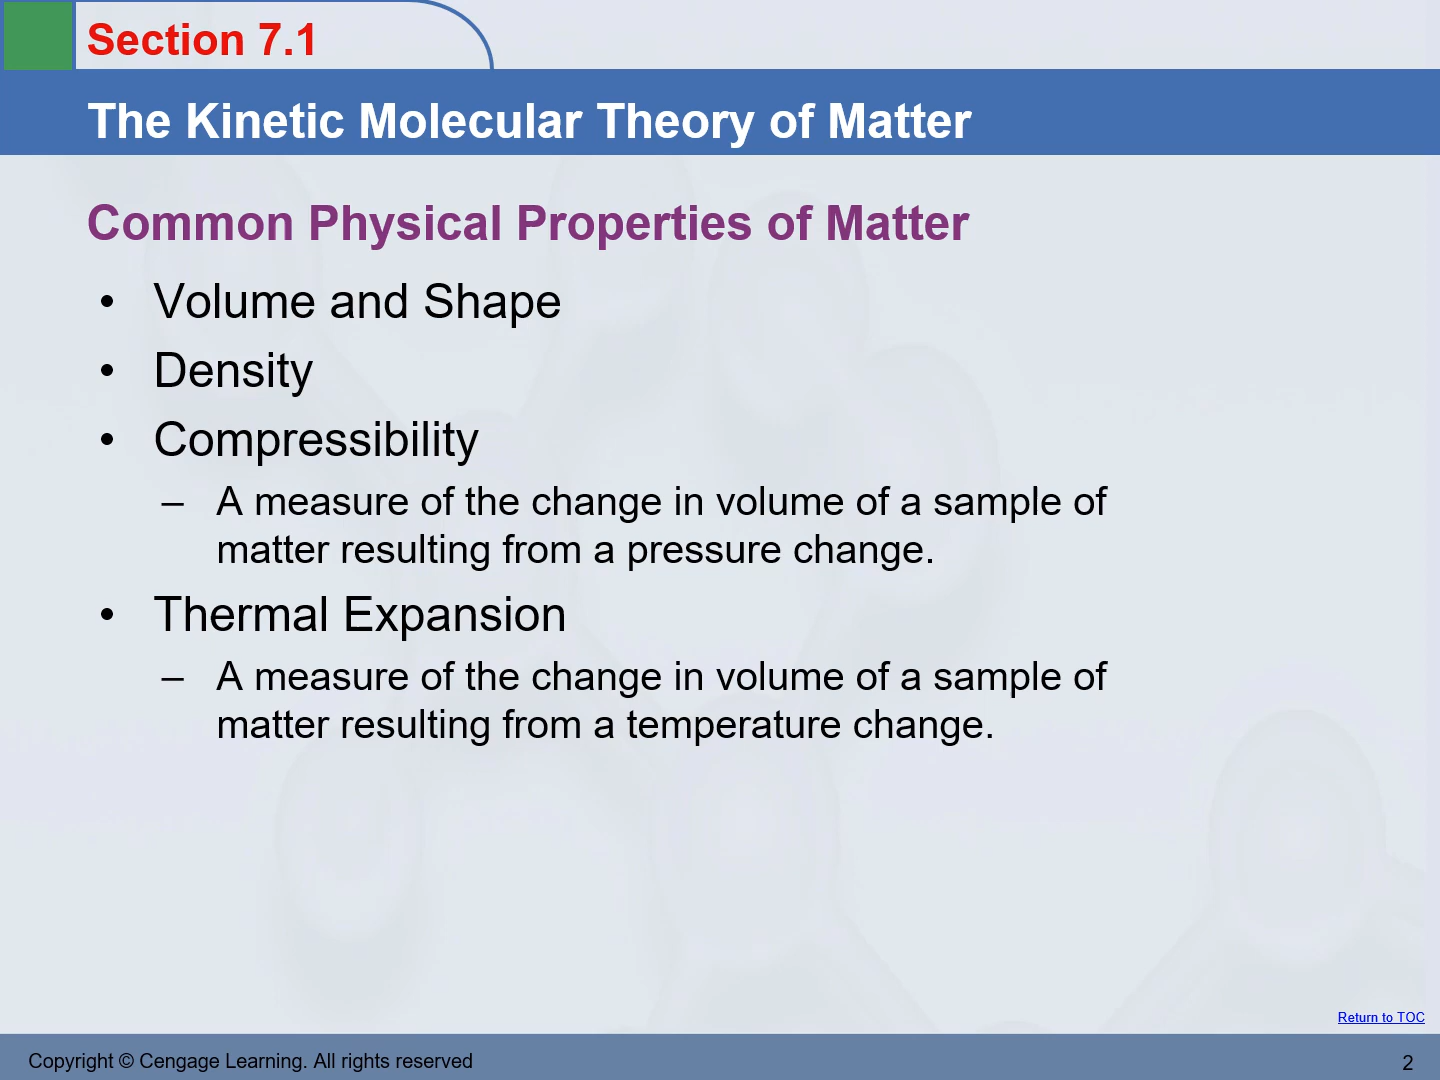 Section 7.1
The Kinetic Molecular Theory of Matter
Common Physical Properties of Matter
• Volume and Shape
• Density
• Compressibility
– A measure of the change in volume of a sample of
matter resulting from a pressure change.
• Thermal Expansion
– A measure of the change in volume of a sample of
matter resulting from a temperature change.
Return to TOC
Copyright © Cengage Learning. All rights reserved
2